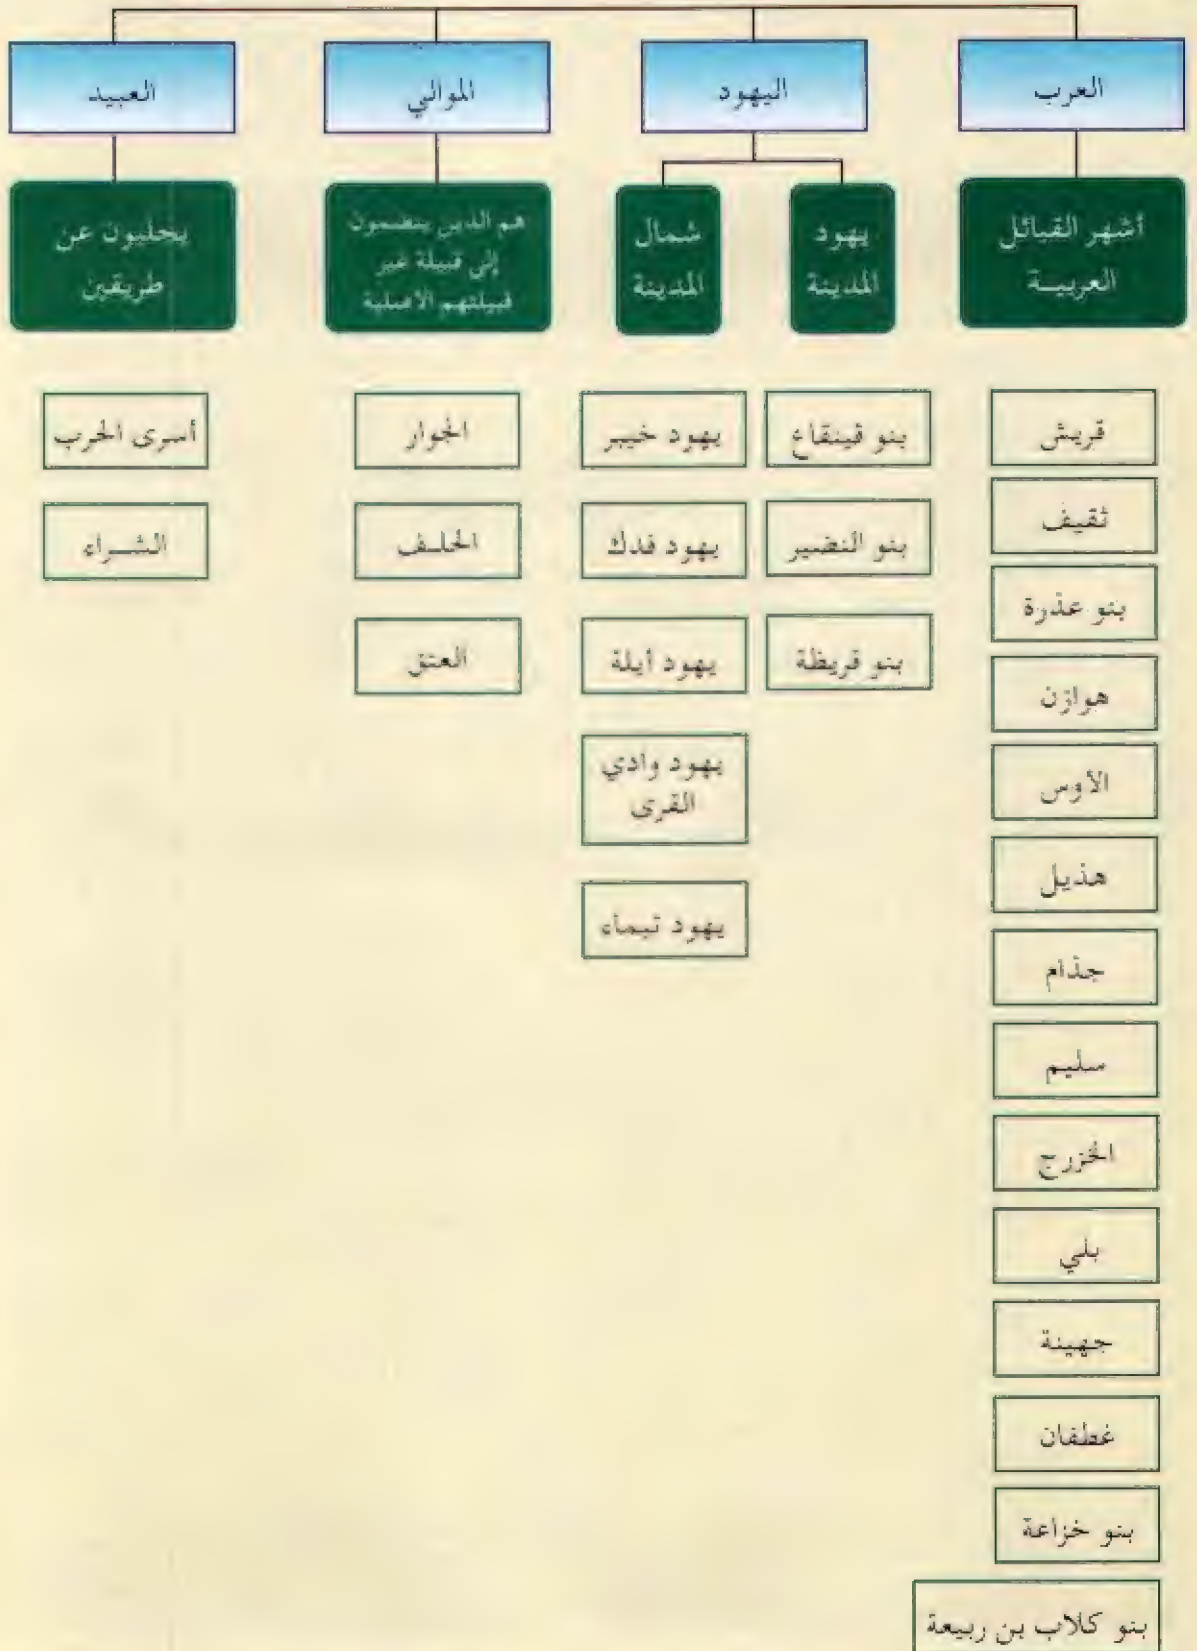 العرب
اليهود
الموالي
العبيد
أشهر القبائل
العربيـة
يهود
المدينة
شمال
المدينة
هم الذين ينضمون
إلى قبيلة غير
قبيلتهم الأصلية
يجلبون عن
طريقين
قريش
ثقيف
بنو عذرة
هوازن
الأوس
هذيل
جذام
سليم
الخزرج
بلي
جهينة
غطفان
بنو خزاعة
بنو كلاب بن ربيعة
بنو قينقاع
بنو النضير
بنو قريظة
يهود خيبر
يهود فدك
يهود أيلة
يهود وادي
القرى
يهود تيماء
الجوار
الحلف
العتق
أسرى الحرب
الشـراء